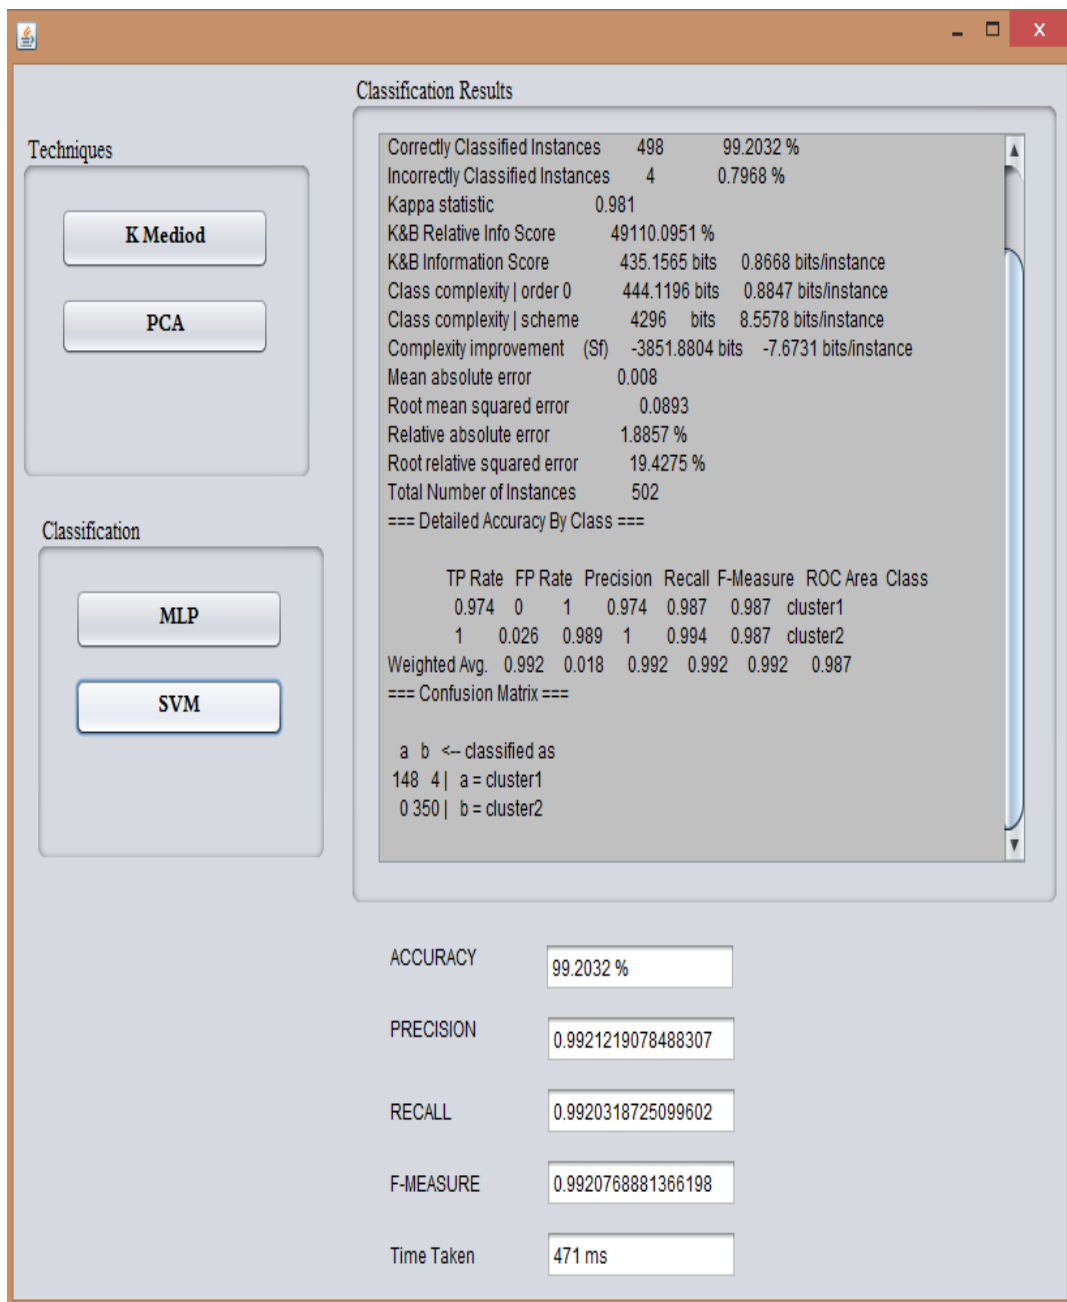 X
Techniques
K Mediod
PCA
Classification
MLP
SVM
Classification Results
Correctly Classified Instances 498 99.2032 %
Incorrectly Classified Instances 4 0.7968 %
Kappa statistic 0.981
K&B Relative Info Score 49110.0951 %
K&B Information Score 435.1565 bits 0.8668 bits/instance
Class complexity | order 0 444.1196 bits 0.8847 bits/instance
Class complexity | scheme 4296 bits 8.5578 bits/instance
Complexity improvement (Sf) -3851.8804 bits -7.6731 bits/instance
Mean absolute error 0.008
Root mean squared error 0.0893
Relative absolute error 1.8857 %
Root relative squared error 19.4275 %
Total Number of Instances 502
=== Detailed Accuracy By Class ===
TP Rate FP Rate Precision Recall F-Measure ROC Area Class
0.974 0 1 0.974 0.987 0.987 cluster1
1 0.026 0.989 1 0.994 0.987 cluster2
Weighted Avg. 0.992 0.018 0.992 0.992 0.992 0.987
=== Confusion Matrix ===
a b <-- classified as
148 4 | a = cluster1
0 350 | b = cluster2
ACCURACY 99.2032 %
PRECISION 0.9921219078488307
RECALL 0.9920318725099602
F-MEASURE 0.9920768881366198
Time Taken 471 ms